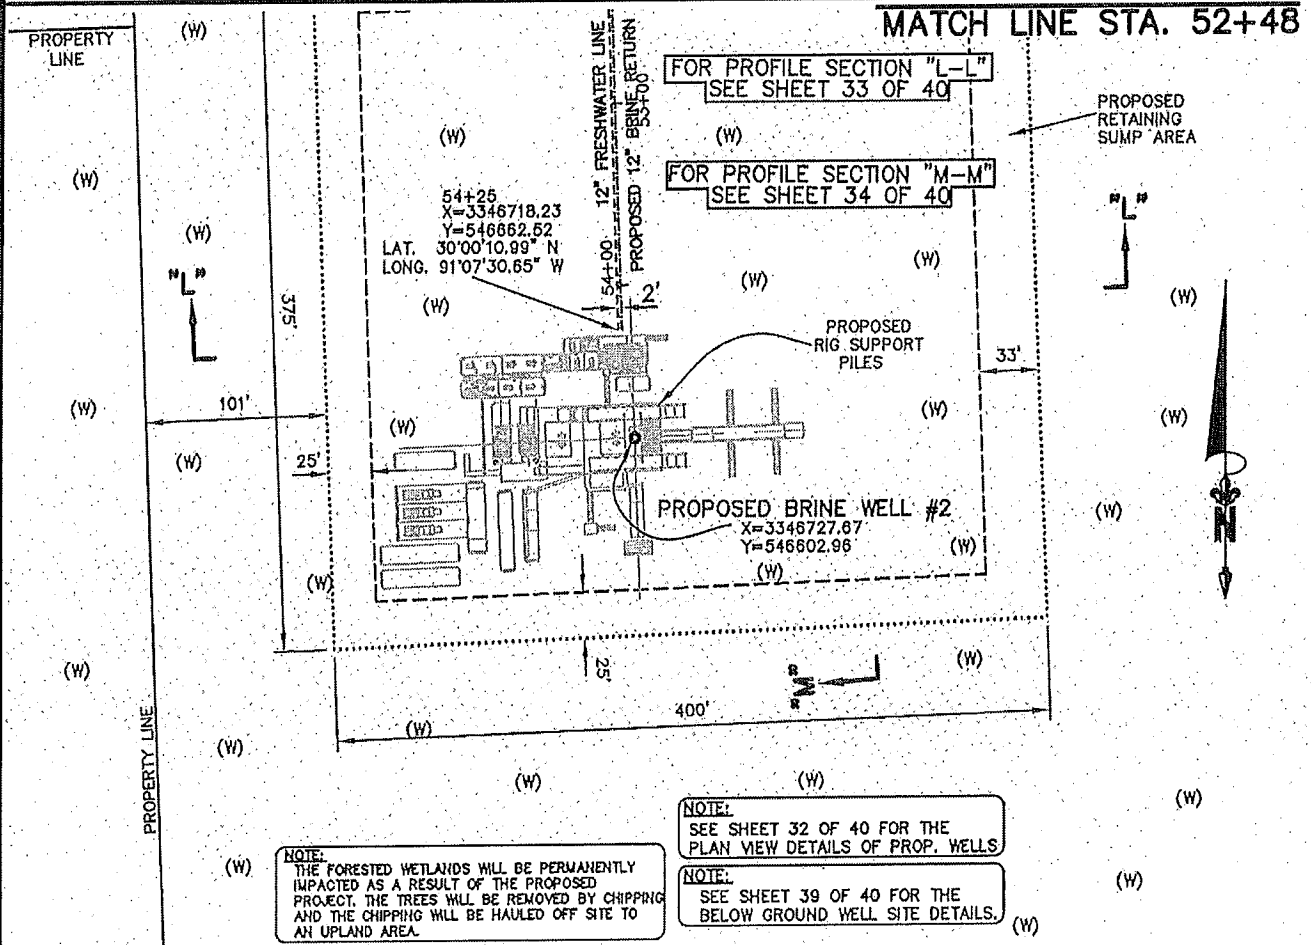 MATCH LINE STA. 52+48
PROPERTY
LINE
(W)
12" FRESHWATER LINE
PROPOSED 12" BRINE RETURN
53+00
54+00
FOR PROFILE SECTION "L-L"
SEE SHEET 33 OF 40
PROPOSED
RETAINING
SUMP AREA
(W)
(W)
FOR PROFILE SECTION "M-M"
SEE SHEET 34 OF 40
(W)
54+25
X=3346718.23
Y=546662.52
LAT. 30°00'10.99" N
LONG. 91°07'30.65" W
"L"
(W)
(W)
(W)
"L"
375'
(W)
2'
(W)
(W)
PROPOSED
RIG SUPPORT
PILES
33'
101'
(W)
(W)
(W)
(W)
(W)
25'
PROPOSED BRINE WELL #2
X=3346727.67
Y=546602.96
(W)
N
(W)
(W)
(W)
25'
(W)
(W)
"M"
400'
(W)
PROPERTY LINE
(W)
(W)
(W)
(W)
NOTE:
SEE SHEET 32 OF 40 FOR THE
PLAN VIEW DETAILS OF PROP. WELLS
(W)
NOTE:
THE FORESTED WETLANDS WILL BE PERMANENTLY
IMPACTED AS A RESULT OF THE PROPOSED
PROJECT. THE TREES WILL BE REMOVED BY CHIPPING
AND THE CHIPPING WILL BE HAULED OFF SITE TO
AN UPLAND AREA.
NOTE:
SEE SHEET 39 OF 40 FOR THE
BELOW GROUND WELL SITE DETAILS.
(W)
(W)